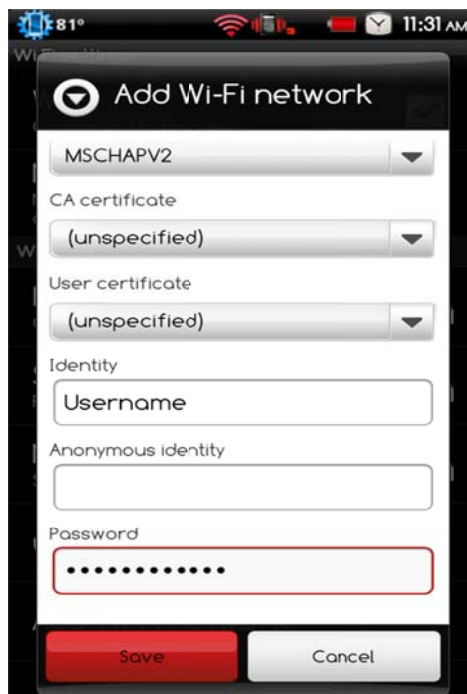 81° 11:31 AM
Add Wi-Fi network
MSCHAPV2
CA certificate
(unspecified)
User certificate
(unspecified)
Identity
Username
Anonymous identity
Password
••••••••••••
Save Cancel